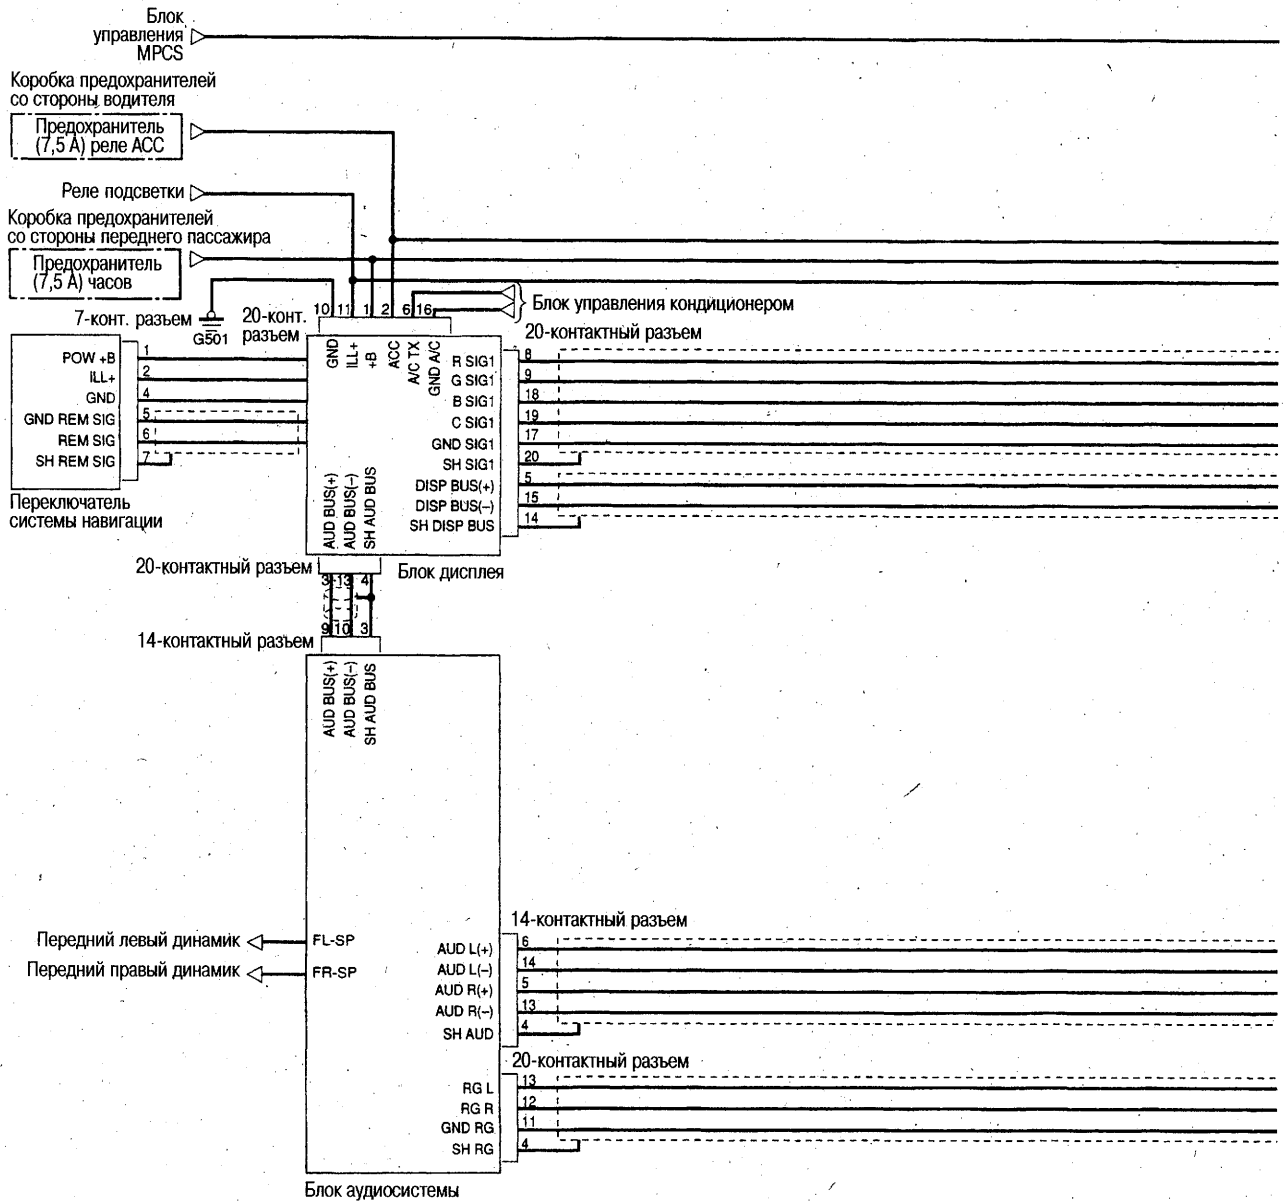 Блок
управления
MPCS
Коробка предохранителей
со стороны водителя
Предохранитель
(7,5 А) реле ACC
Реле подсветки
Коробка предохранителей
со стороны переднего пассажира
Предохранитель
(7,5 А) часов
7-конт. разъем
G501
20-конт.
разъем
10 11 1 2 6 16
Блок управления кондиционером
20-контактный разъем
GND
ILL+
+B
ACC
A/C TX
GND A/C
POW +B 1
ILL+ 2
GND 4
GND REM SIG 5
REM SIG 6
SH REM SIG 7
Переключатель
системы навигации
R SIG1 8
G SIG1 9
B SIG1 18
C SIG1 19
GND SIG1 17
SH SIG1 20
DISP BUS(+) 5
DISP BUS(–) 15
SH DISP BUS 14
AUD BUS(+)
AUD BUS(–)
SH AUD BUS
20-контактный разъем
Блок дисплея
3 13 4
9 10 3
14-контактный разъем
AUD BUS(+)
AUD BUS(–)
SH AUD BUS
Передний левый динамик
FL-SP
Передний правый динамик
FR-SP
14-контактный разъем
AUD L(+) 6
AUD L(–) 14
AUD R(+) 5
AUD R(–) 13
SH AUD 4
20-контактный разъем
RG L 13
RG R 12
GND RG 11
SH RG 4
Блок аудиосистемы